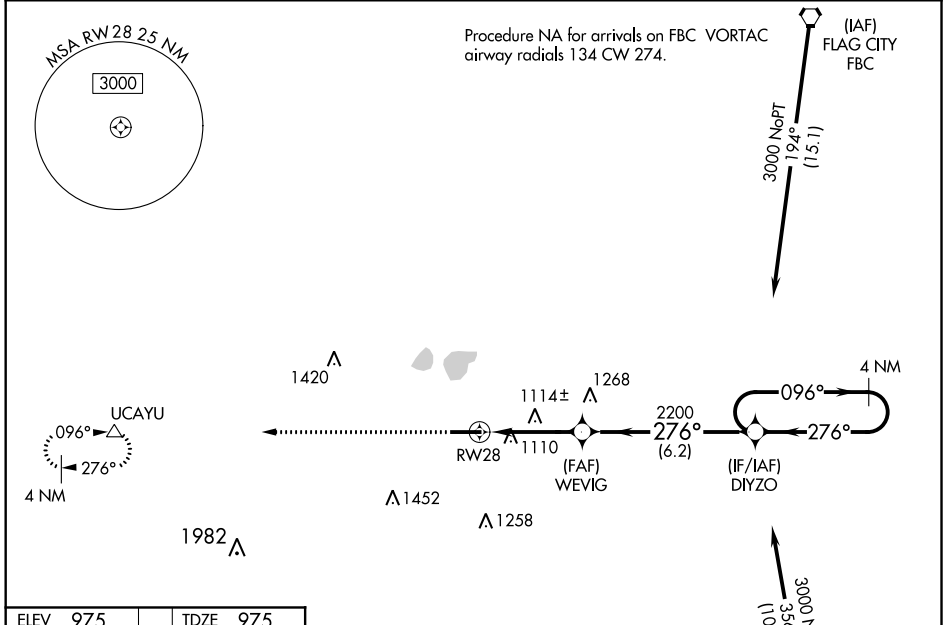 MSA RW 28 25 NM
3000
Procedure NA for arrivals on FBC VORTAC
airway radials 134 CW 274.
(IAF)
FLAG CITY
FBC
3000 NoPT
194°
(15.1)
1420
1114±
1268
4 NM
096°
276°
2200
276°
(6.2)
UCAYU
096°
276°
4 NM
RW28
1110
(FAF)
WEVIG
(IF/IAF)
DIYZO
1452
1258
1982
3000
ELEV 975
TDZE 975